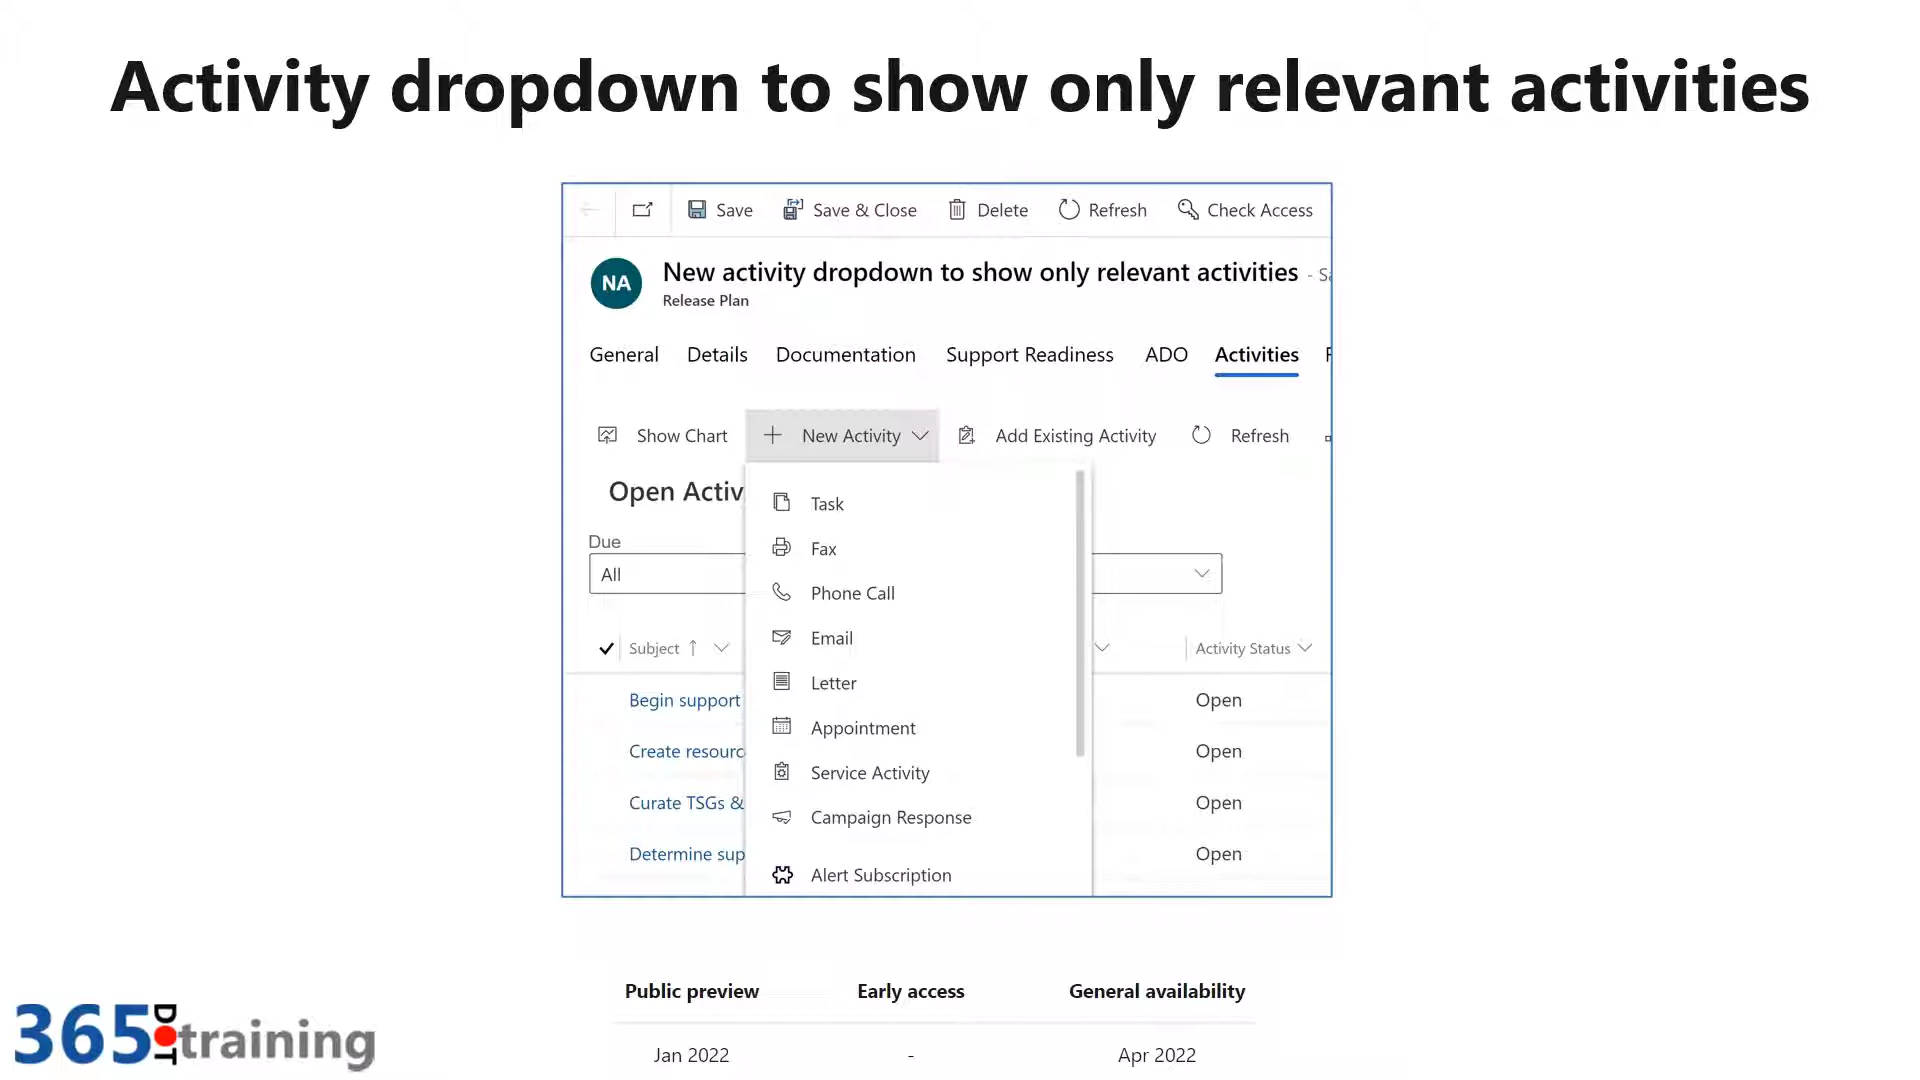 Activity dropdown to show only relevant activities
Save Save & Close Delete Refresh Check Access
NA New activity dropdown to show only relevant activities - Sa
Release Plan
General Details Documentation Support Readiness ADO Activities
Show Chart New Activity Add Existing Activity Refresh
Open Activ
Task
Due
Fax
All
Phone Call
Email
Subject Activity Status
Letter
Begin support Open
Appointment
Create resourc Open
Service Activity
Curate TSGs & Open
Campaign Response
Determine sup Open
Alert Subscription
Public preview Early access General availability
Jan 2022 - Apr 2022
365 DOT training